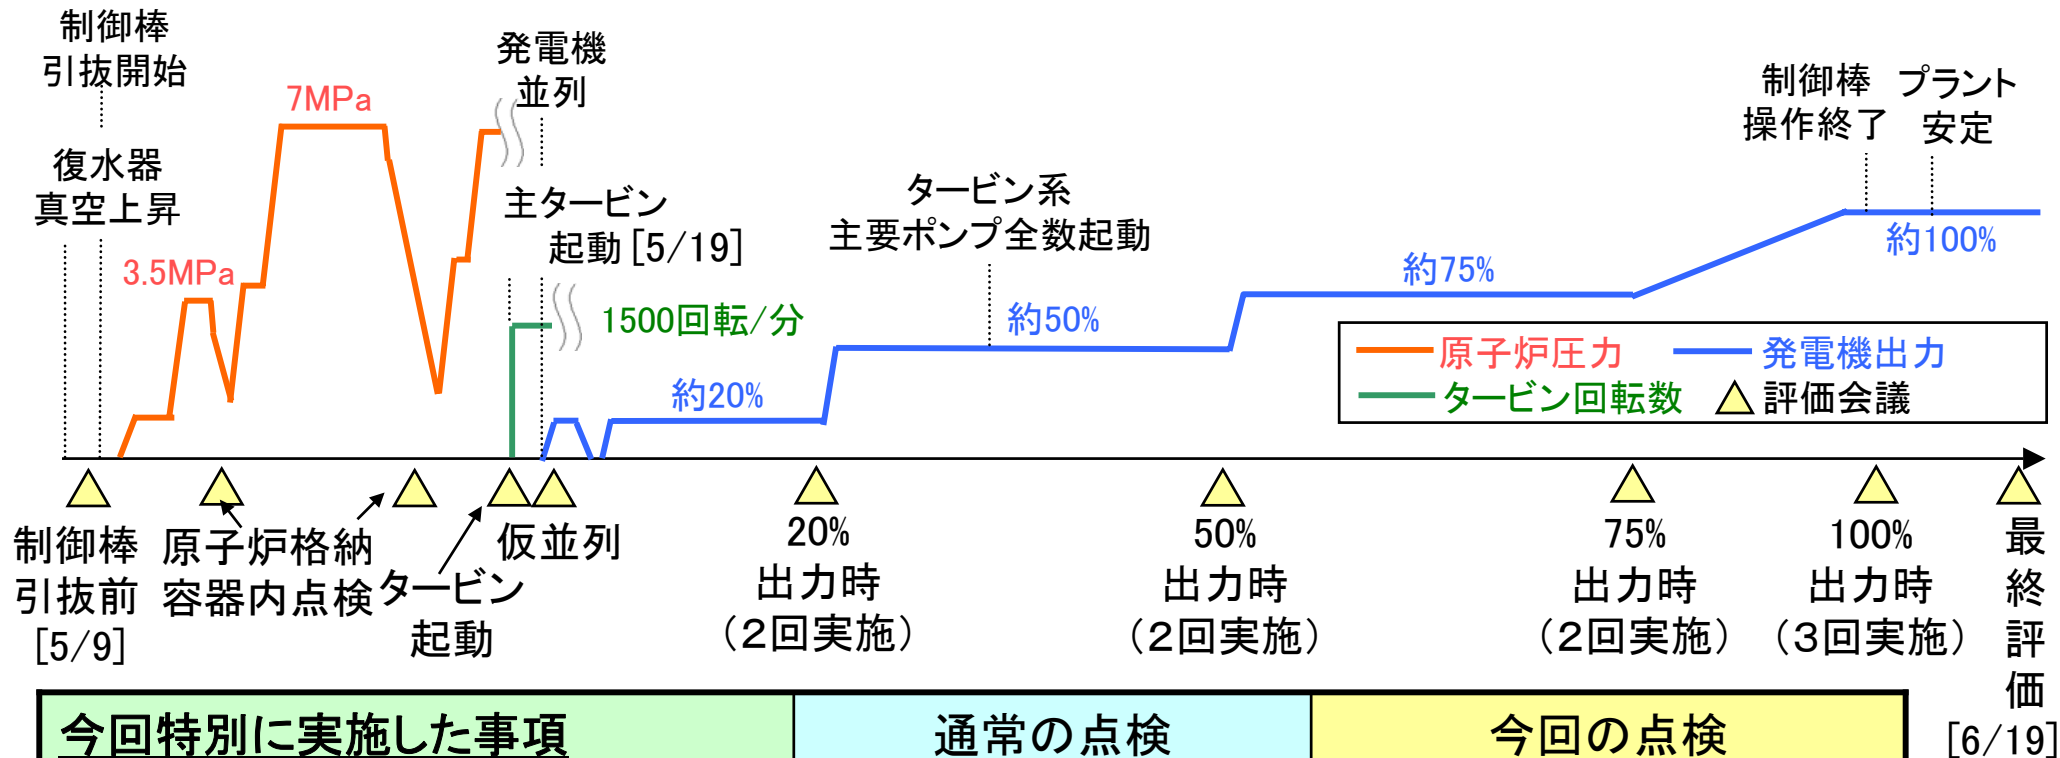 制御棒
引抜開始
復水器
真空上昇
3.5MPa
7MPa
発電機
並列
主タービン
起動[5/19]
1500回転/分
タービン系
主要ポンプ全数起動
制御棒
操作終了
プラント
安定
約20%
約50%
約75%
約100%
原子炉圧力
発電機出力
タービン回転数
評価会議
制御棒
引抜前
[5/9]
原子炉格納
容器内点検
タービン
起動
仮並列
20%
出力時
(2回実施)
50%
出力時
(2回実施)
75%
出力時
(2回実施)
100%
出力時
(3回実施)
最
終
評
価
[6/19]
今回特別に実施した事項
通常の点検
今回の点検